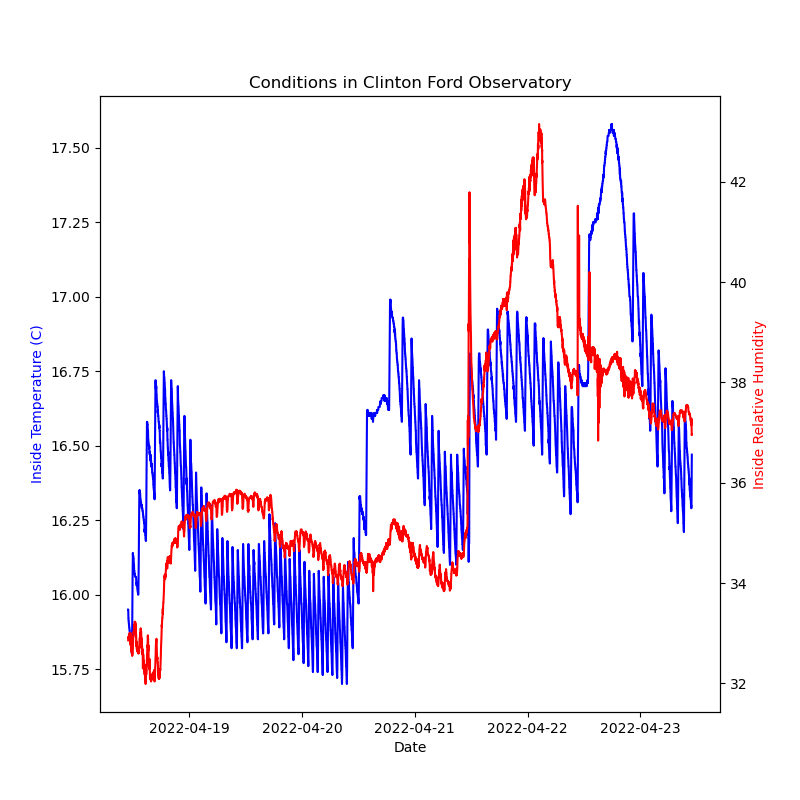 Conditions in Clinton Ford Observatory
17.50
17.25
17.00
16.75
16.50
16.25
16.00
15.75
Inside Temperature (C)
42
40
38
36
34
32
Inside Relative Humidity
2022-04-19 2022-04-20 2022-04-21 2022-04-22 2022-04-23
Date